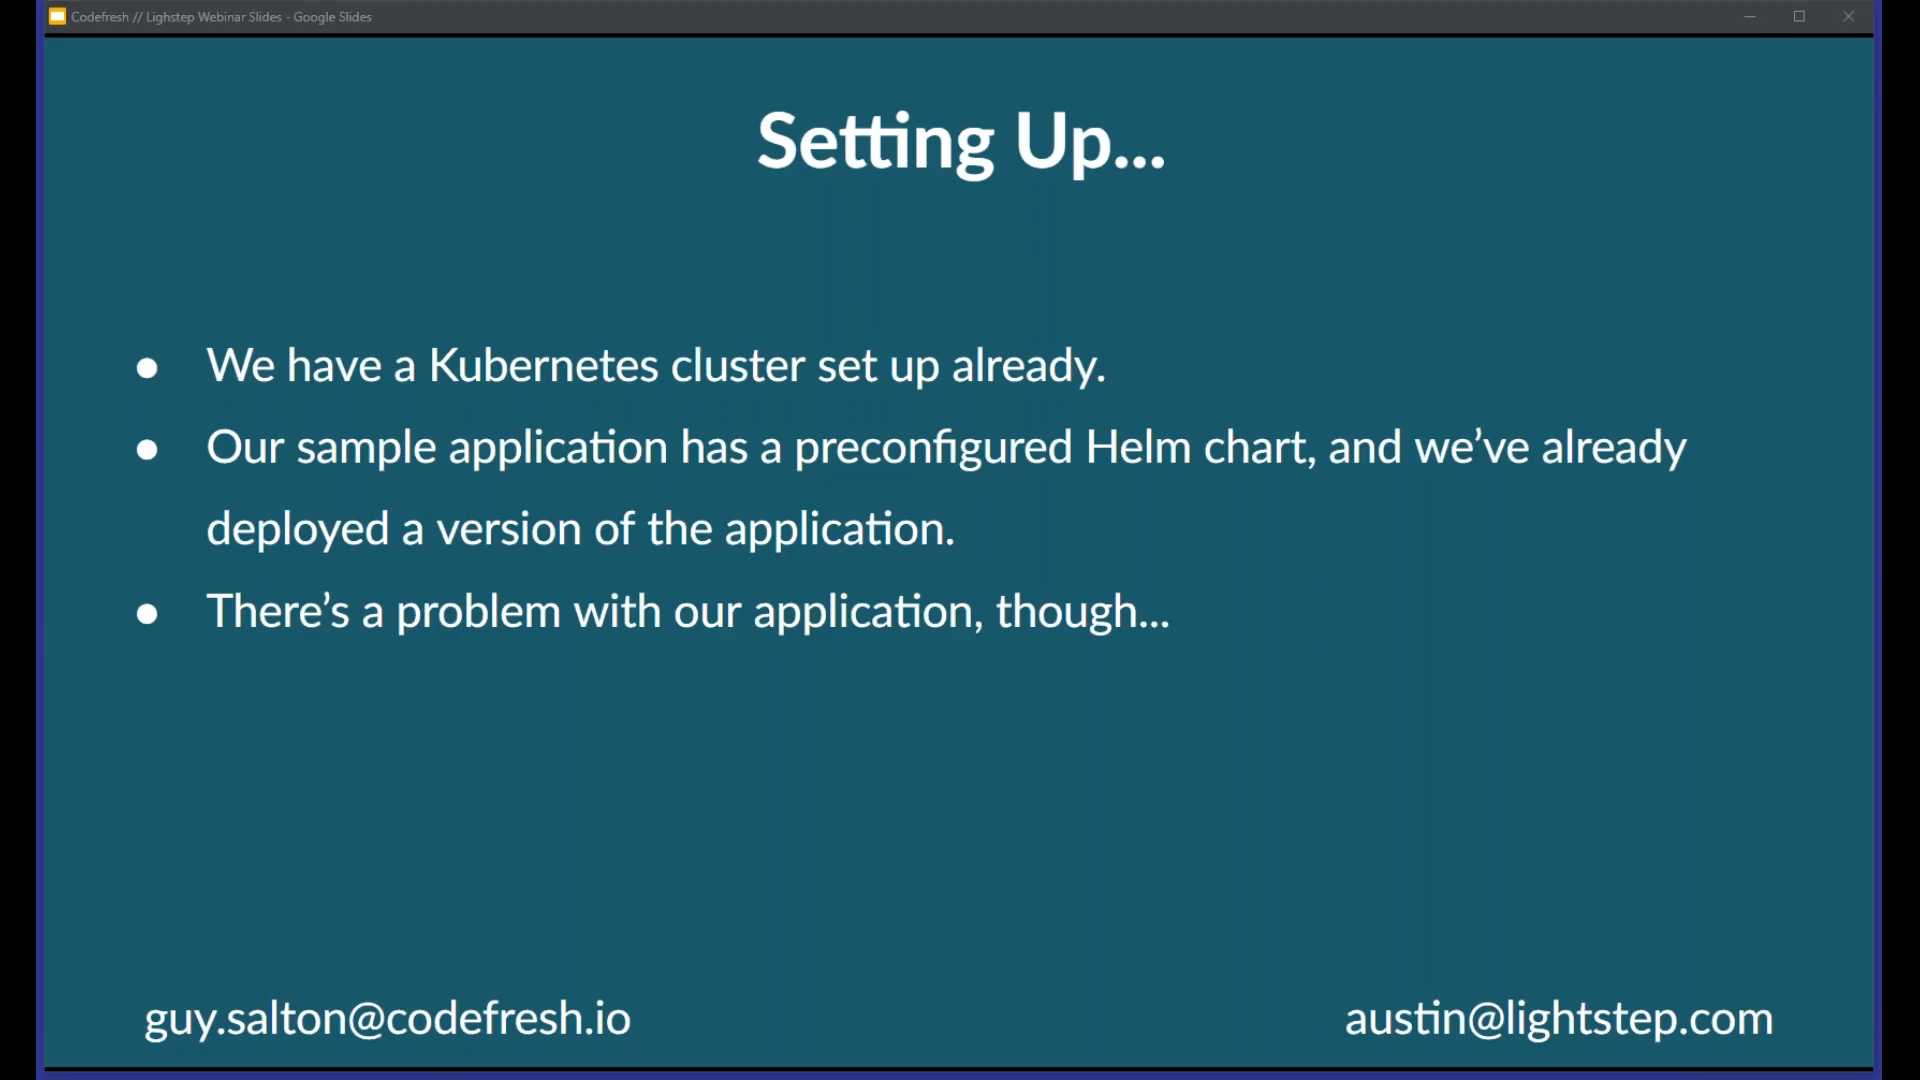 Codefresh // Lighstep Webinar Slides - Google Slides
Setting Up...
● We have a Kubernetes cluster set up already.
● Our sample application has a preconfigured Helm chart, and we’ve already
deployed a version of the application.
● There’s a problem with our application, though...
guy.salton@codefresh.io
austin@lightstep.com